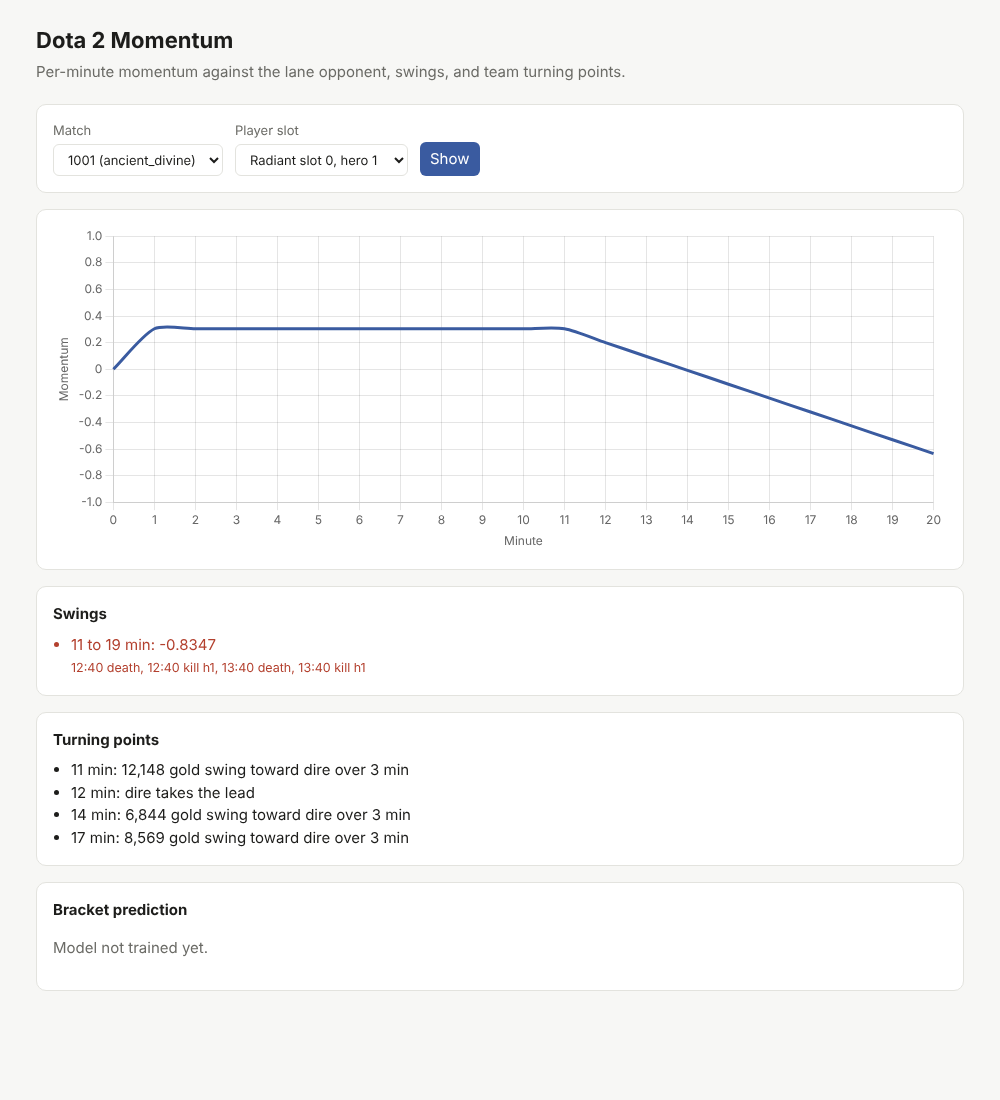 Dota 2 Momentum
Per-minute momentum against the lane opponent, swings, and team turning points.
Match
Player slot
1001 (ancient_divine)
Radiant slot 0, hero 1
Show
1.0
0.8
0.6
0.4
0.2
0
-0.2
-0.4
-0.6
-0.8
-1.0
Momentum
0 1 2 3 4 5 6 7 8 9 10 11 12 13 14 15 16 17 18 19 20
Minute
Swings
• 11 to 19 min: -0.8347
12:40 death, 12:40 kill h1, 13:40 death, 13:40 kill h1
Turning points
• 11 min: 12,148 gold swing toward dire over 3 min
• 12 min: dire takes the lead
• 14 min: 6,844 gold swing toward dire over 3 min
• 17 min: 8,569 gold swing toward dire over 3 min
Bracket prediction
Model not trained yet.